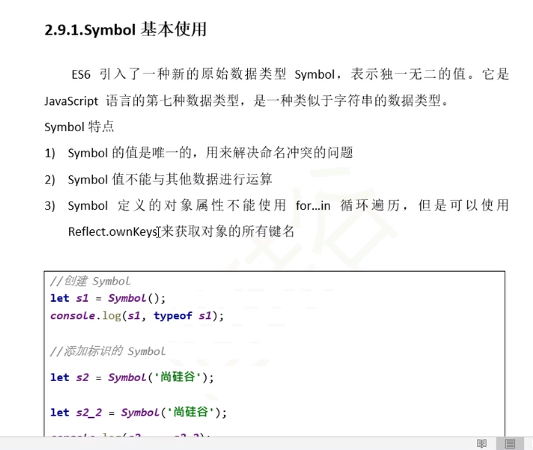 2.9.1.Symbol 基本使用
ES6 引入了一种新的原始数据类型 Symbol，表示独一无二的值。它是
JavaScript 语言的第七种数据类型，是一种类似于字符串的数据类型。
Symbol 特点
1) Symbol 的值是唯一的，用来解决命名冲突的问题
2) Symbol 值不能与其他数据进行运算
3) Symbol 定义的对象属性不能使用 for…in 循环遍历，但是可以使用
Reflect.ownKeys 来获取对象的所有键名
//创建 Symbol
let s1 = Symbol();
console.log(s1, typeof s1);
//添加标识的 Symbol
let s2 = Symbol('尚硅谷');
let s2_2 = Symbol('尚硅谷');